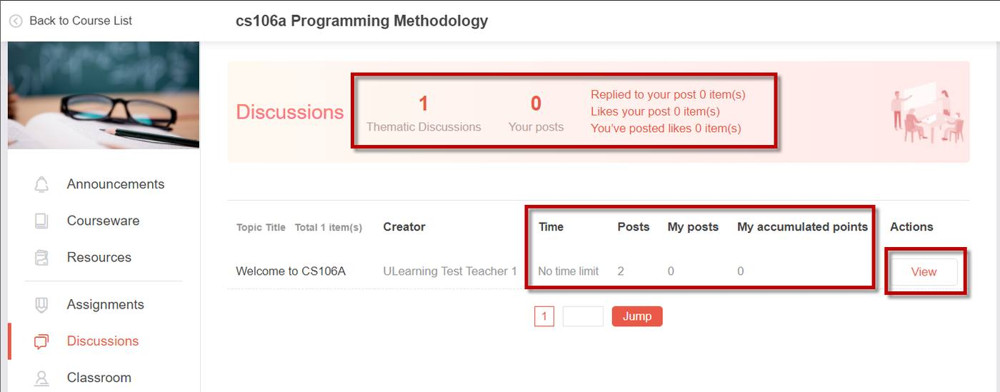 Back to Course List
cs106a Programming Methodology
Discussions
1
Thematic Discussions
0
Your posts
Replied to your post 0 item(s)
Likes your post 0 item(s)
You’ve posted likes 0 item(s)
Announcements
Courseware
Resources
Assignments
Discussions
Classroom
Topic Title Total 1 item(s) Creator Time Posts My posts My accumulated points Actions
Welcome to CS106A ULearning Test Teacher 1 No time limit 2 0 0 View
1 Jump